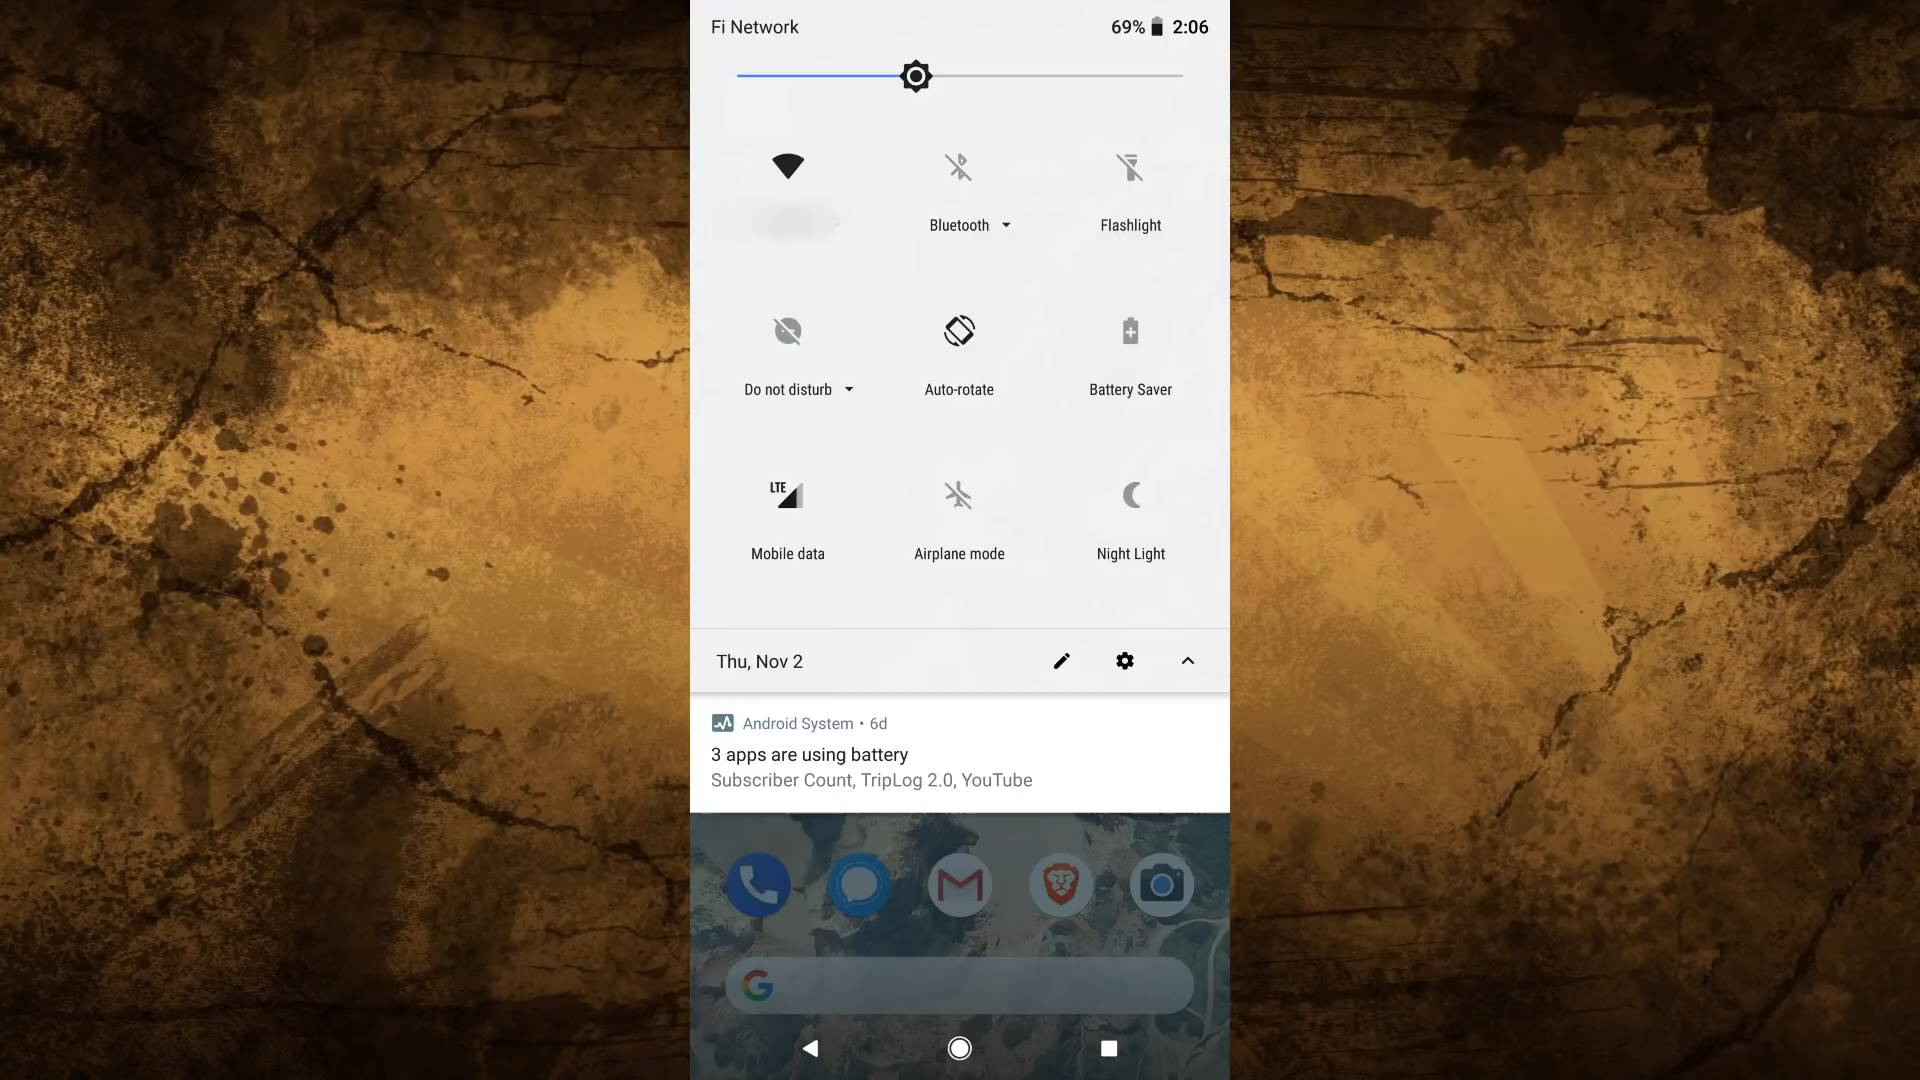 Fi Network 69% 2:06
Bluetooth Flashlight
Do not disturb Auto-rotate Battery Saver
LTE
Mobile data Airplane mode Night Light
Thu, Nov 2
Android System • 6d
3 apps are using battery
Subscriber Count, TripLog 2.0, YouTube